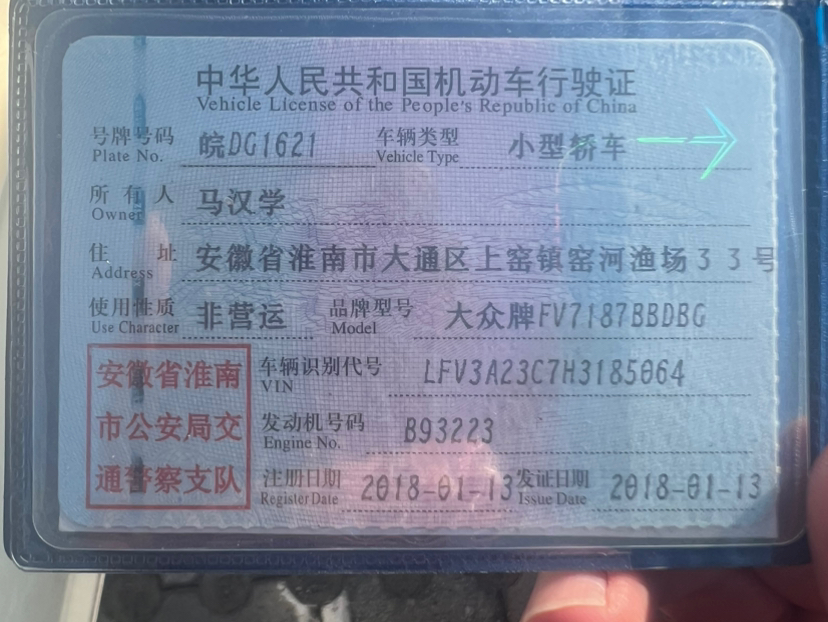 中华人民共和国机动车行驶证
Vehicle License of the People's Republic of China
号牌号码 皖DG1621 车辆类型 小型轿车
Plate No. Vehicle Type
所有人 马汉学
Owner
住址 安徽省淮南市大通区上窑镇窑河渔场33号
Address
使用性质 非营运 品牌型号 大众牌FV7187BBDBG
Use Character Model
安徽省淮南 车辆识别代号 LFV3A23C7H3185064
VIN
市公安局交 发动机号码 B93223
Engine No.
通警察支队 注册日期 2018-01-13 发证日期 2018-01-13
Register Date Issue Date